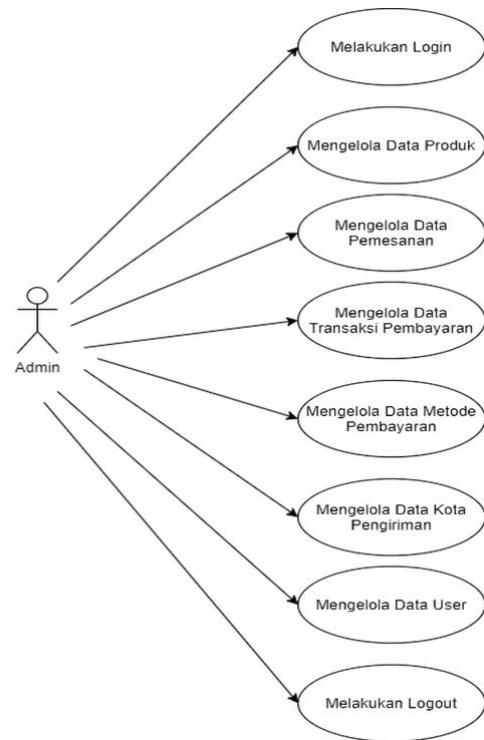 Melakukan Login
Mengelola Data Produk
Mengelola Data
Pemesanan
Mengelola Data
Transaksi Pembayaran
Admin
Mengelola Data Metode
Pembayaran
Mengelola Data Kota
Pengiriman
Mengelola Data User
Melakukan Logout